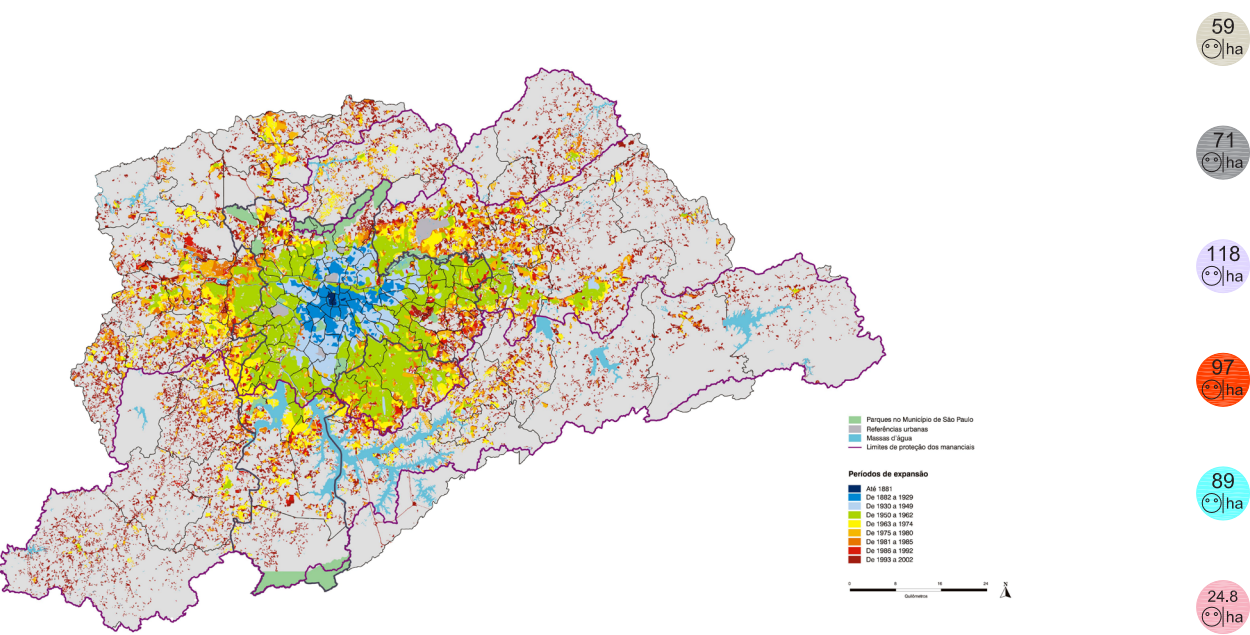 59
ha
71
ha
118
ha
97
ha
89
ha
24.8
ha
Parques no Município de São Paulo
Referências urbanas
Massas d'água
Limites de proteção dos mananciais
Períodos de expansão
Até 1881
De 1882 a 1929
De 1930 a 1949
De 1950 a 1962
De 1963 a 1974
De 1975 a 1980
De 1981 a 1985
De 1986 a 1992
De 1993 a 2002
0 8 16 24
Quilômetros
N